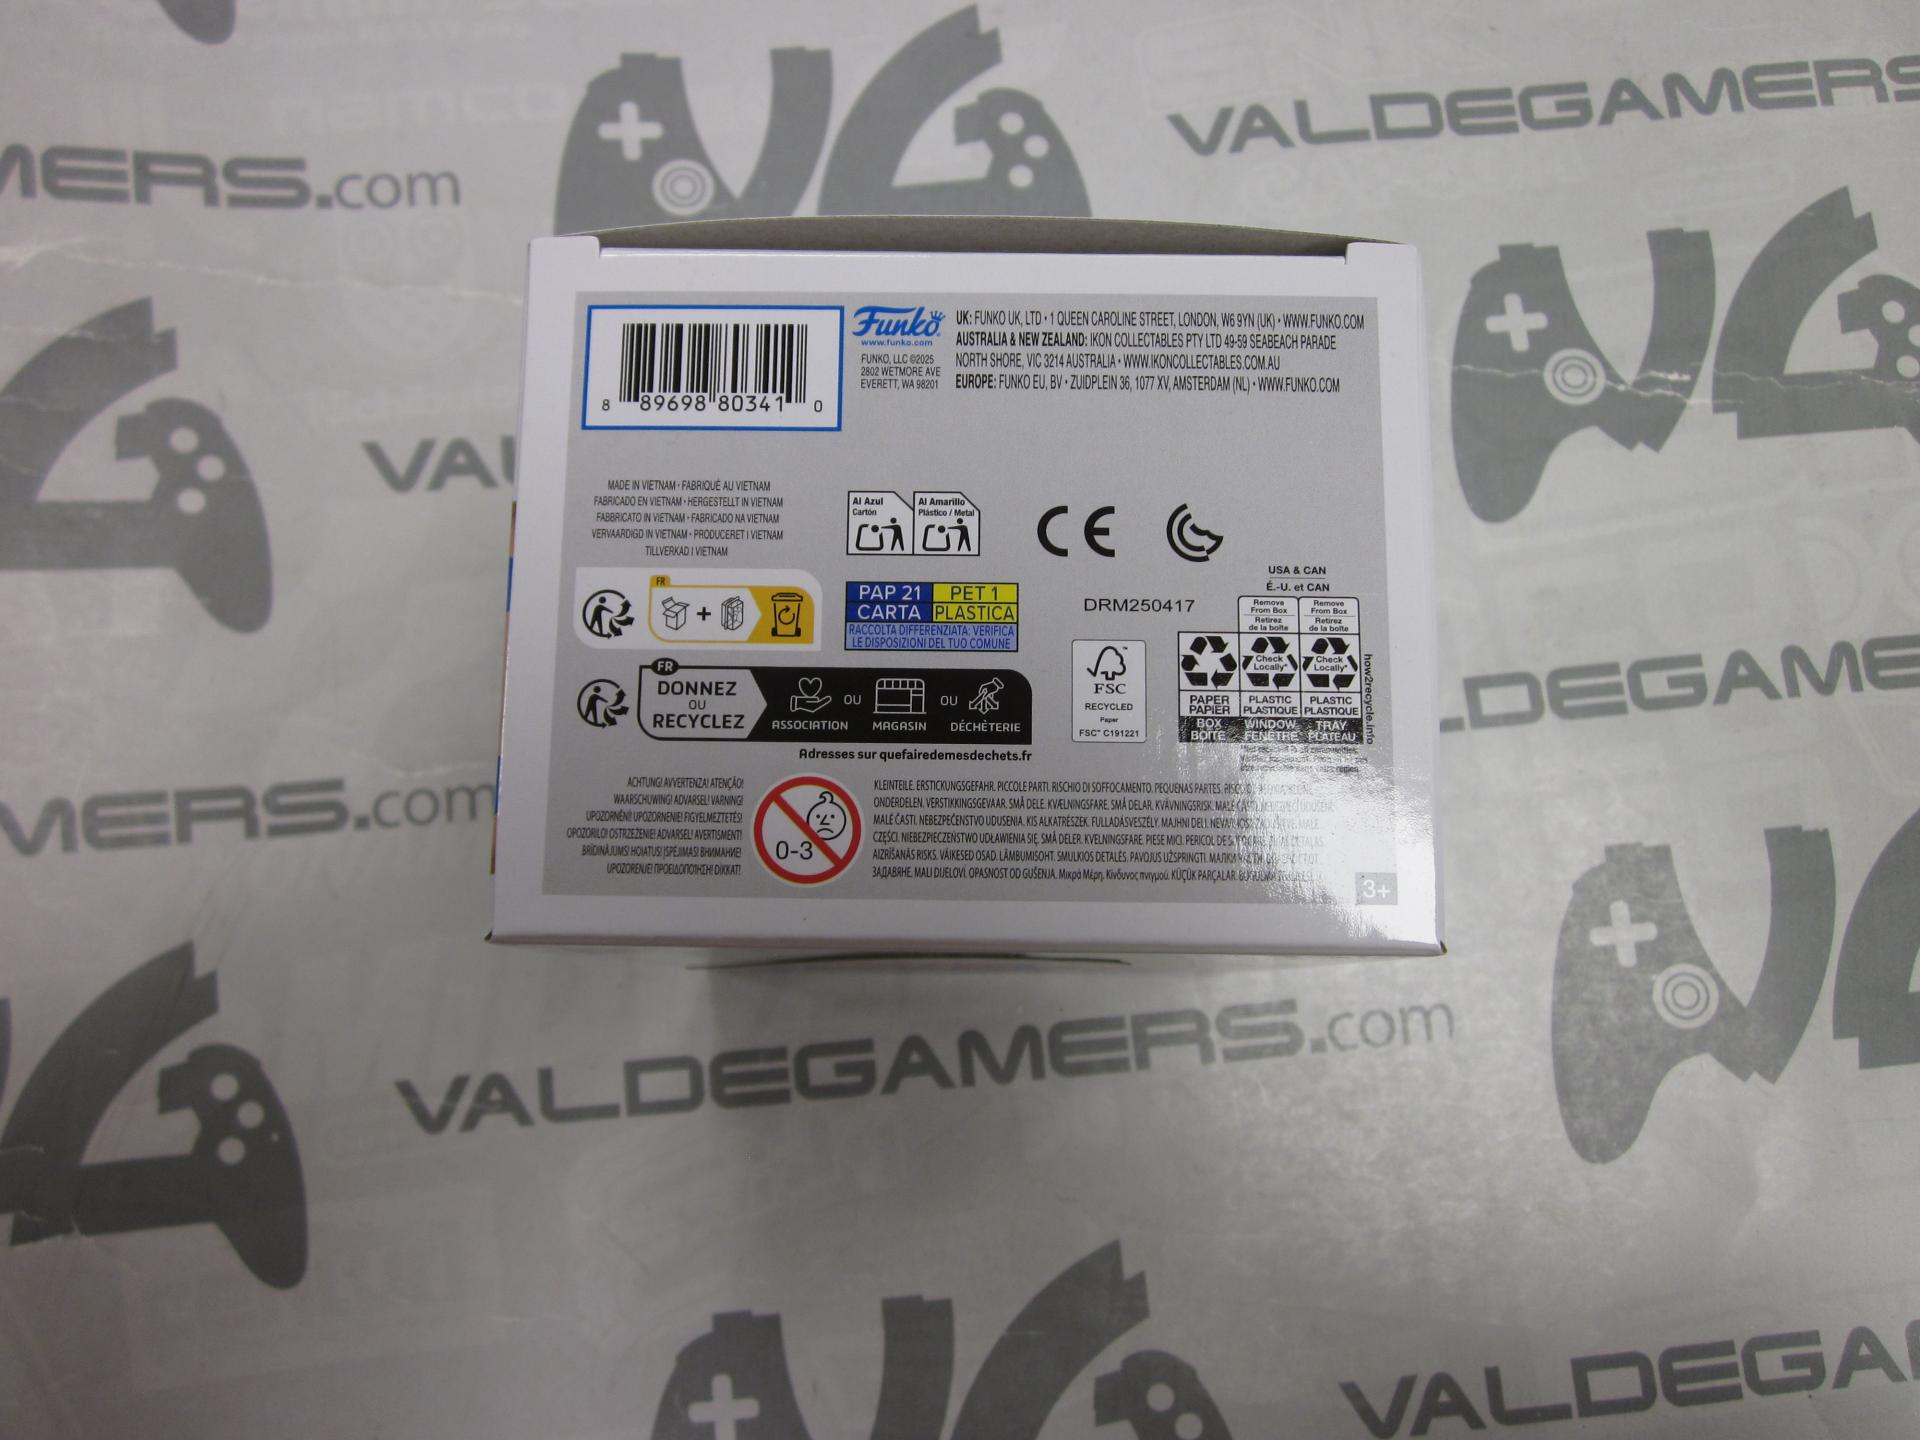 namco
VALDEGAMERS
MERS.com
8 89698 80341 0
Funko
www.funko.com
FUNKO, LLC ©2025
2802 WETMORE AVE
EVERETT, WA 98201
UK: FUNKO UK, LTD • 1 QUEEN CAROLINE STREET, LONDON, W6 9YN (UK) • WWW.FUNKO.COM
AUSTRALIA & NEW ZEALAND: IKON COLLECTABLES PTY LTD 49-59 SEABEACH PARADE
NORTH SHORE, VIC 3214 AUSTRALIA • WWW.IKONCOLLECTABLES.COM.AU
EUROPE: FUNKO EU, BV • ZUIDPLEIN 36, 1077 XV, AMSTERDAM (NL) • WWW.FUNKO.COM
VA
MADE IN VIETNAM • FABRIQUÉ AU VIETNAM
FABRICADO EN VIETNAM • HERGESTELLT IN VIETNAM
FABBRICATO IN VIETNAM • FABRICADO NA VIETNAM
VERVAARDIGD IN VIETNAM • PRODUCERET I VIETNAM
TILLVERKAD I VIETNAM
Al Azul
Cartón
Al Amarillo
Plástico / Metal
CE
USA & CAN
É.-U. et CAN
FR
+
PAP 21
CARTA
PET 1
PLASTICA
RACCOLTA DIFFERENZIATA: VERIFICA
LE DISPOSIZIONI DEL TUO COMUNE
DRM250417
Remove
From Box
Retirez
de la boîte
Remove
From Box
Retirez
de la boîte
Check
Locally*
Check
Locally*
PAPER
PAPIER
BOX
BOÎTE
PLASTIC
PLASTIQUE
WINDOW
FENÊTRE
PLASTIC
PLASTIQUE
TRAY
PLATEAU
how2recycle.info
FSC
RECYCLED
Paper
FSC™ C191221
FR
DONNEZ
OU
RECYCLEZ
ASSOCIATION
OU
MAGASIN
OU
DÉCHÈTERIE
Adresses sur quefairedemesdechets.fr
LDEGAME
MERS.com
ACHTUNG! AVVERTENZA! ATENÇÃO!
WAARSCHUWING! ADVARSEL! VARNING!
UPOZORNĚNÍ! UPOZORNENIE! FIGYELMEZTETÉS!
OPOZORILO! OSTRZEŻENIE! ADVARSEL! AVERTISMENT!
BRĪDINĀJUMS! HOIATUS! ĮSPĖJIMAS! ВНИМАНИЕ!
UPOZORENJE! ΠΡΟΕΙΔΟΠΟΙΗΣΗ! DİKKAT!
0-3
KLEINTEILE. ERSTICKUNGSGEFAHR. PICCOLE PARTI. RISCHIO DI SOFFOCAMENTO. PEQUENAS PARTES.
ONDERDELEN. VERSTIKKINGSGEVAAR. SMÅ DELE. KVÆLNINGSFARE. SMÅ DELAR. KVÄVNINGSRISK. MALÉ ČÁSTI.
MALÉ ČASTI. NEBEZPEČENSTVO UDUSENIA. KIS ALKATRÉSZEK. FULLADÁSVESZÉLY. MAJHNI DELI.
CZĘŚCI. NIEBEZPIECZEŃSTWO UDŁAWIENIA SIĘ. SMÅ DELER. KVELNINGSFARE. PIESE MICI. PERICOL DE
AIZRĪŠANĀS RISKS. VÄIKESED OSAD. LÄMBUMISOHT. SMULKIOS DETALĖS. PAVOJUS UŽSPRINGTI.
ЗАДАВЯНЕ. MALI DIJELOVI. OPASNOST OD GUŠENJA. Μικρά Μέρη. Κίνδυνος πνιγμού. KÜÇÜK PARÇALAR.
3+
VALDEGAMERS.com
VALDEGA